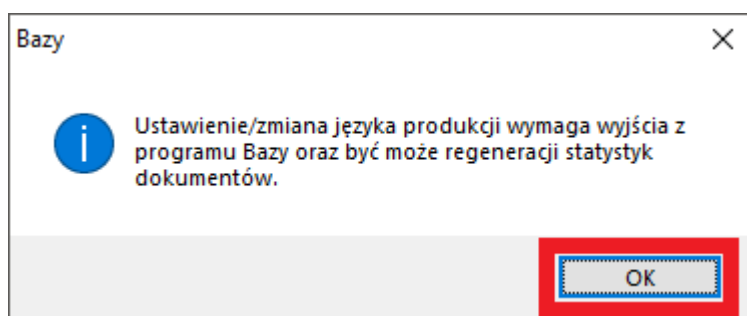 Bazy
Ustawienie/zmiana języka produkcji wymaga wyjścia z
programu Bazy oraz być może regeneracji statystyk
dokumentów.
OK